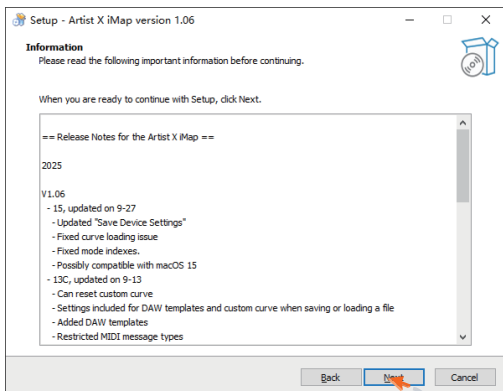 Setup - Artist X iMap version 1.06
Information
Please read the following important information before continuing.
When you are ready to continue with Setup, click Next.
== Release Notes for the Artist X iMap ==
2025
V1.06
- 15, updated on 9-27
- Updated "Save Device Settings"
- Fixed curve loading issue
- Fixed mode indexes.
- Possibly compatible with macOS 15
- 13C, updated on 9-13
- Can reset custom curve
- Settings included for DAW templates and custom curve when saving or loading a file
- Added DAW templates
- Restricted MIDI message types
Back Next Cancel